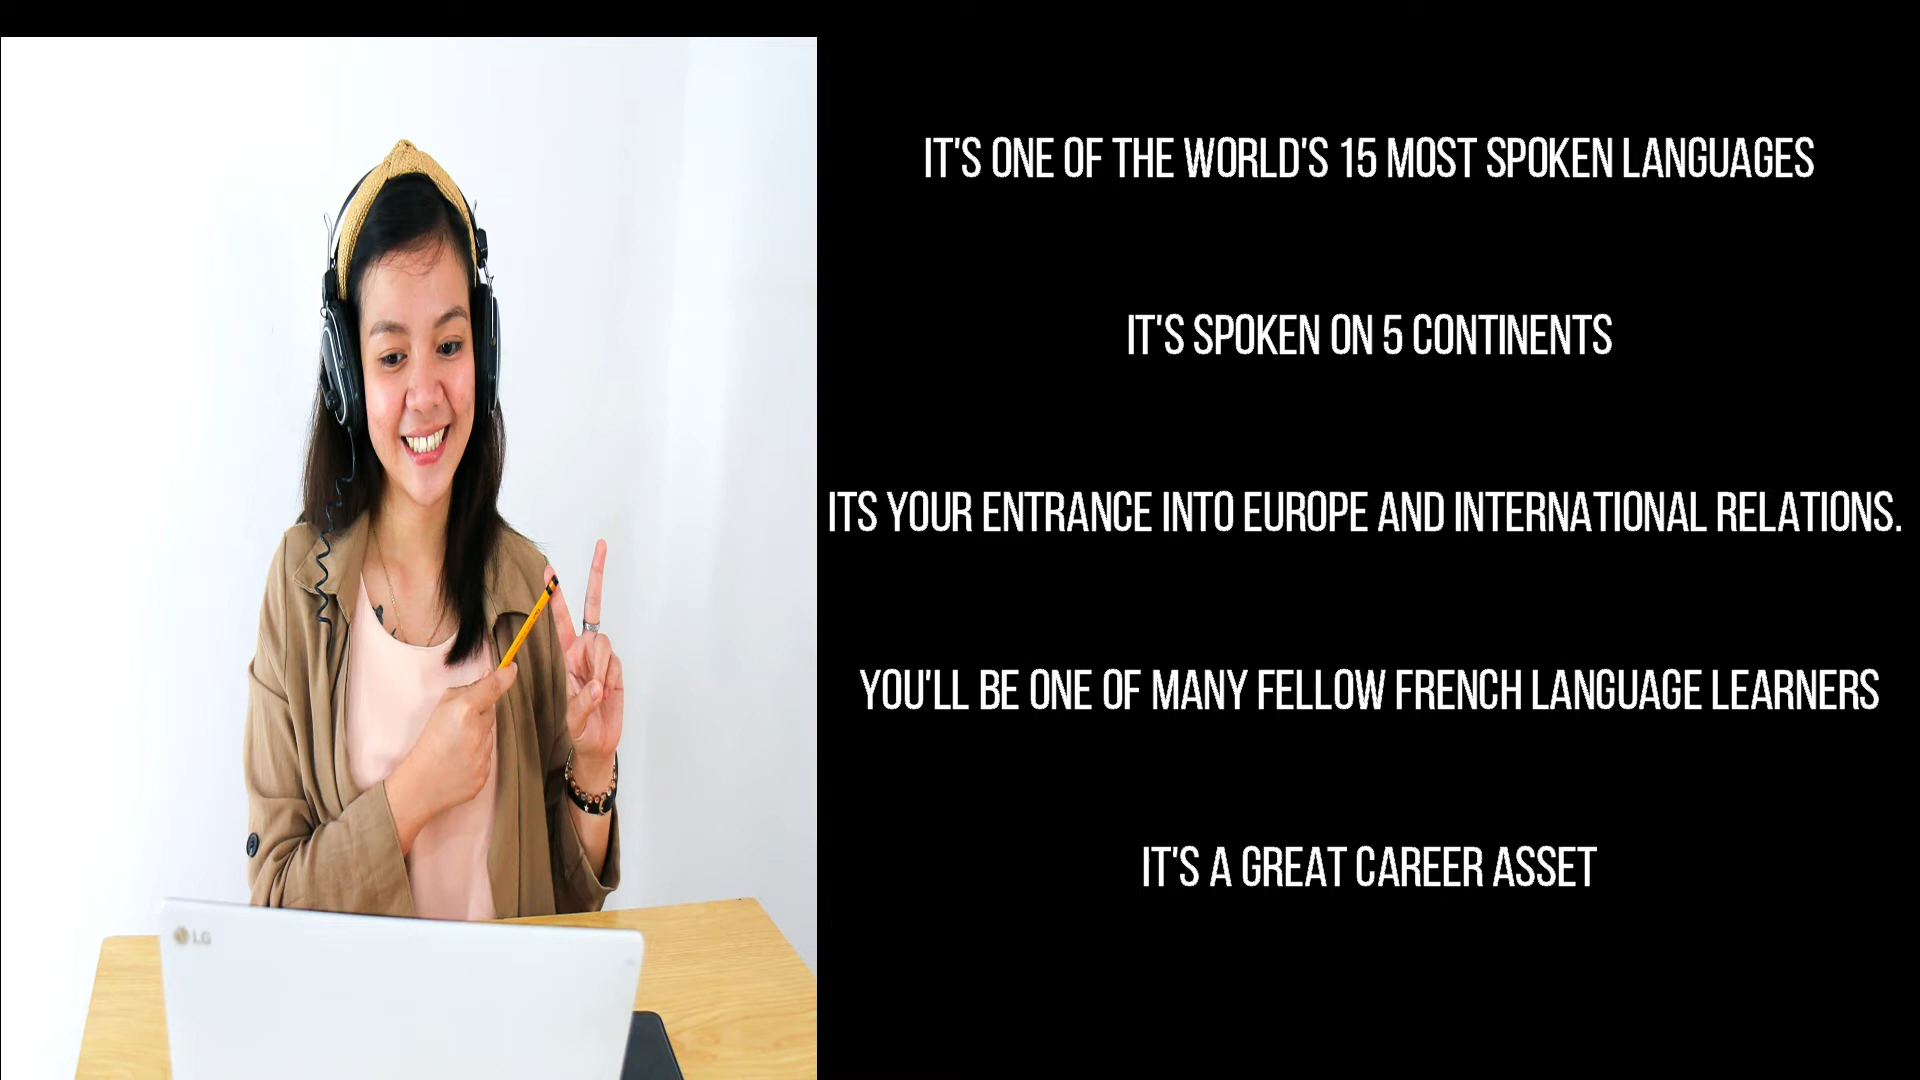 IT'S ONE OF THE WORLD'S 15 MOST SPOKEN LANGUAGES
IT'S SPOKEN ON 5 CONTINENTS
ITS YOUR ENTRANCE INTO EUROPE AND INTERNATIONAL RELATIONS.
YOU'LL BE ONE OF MANY FELLOW FRENCH LANGUAGE LEARNERS
IT'S A GREAT CAREER ASSET
LG